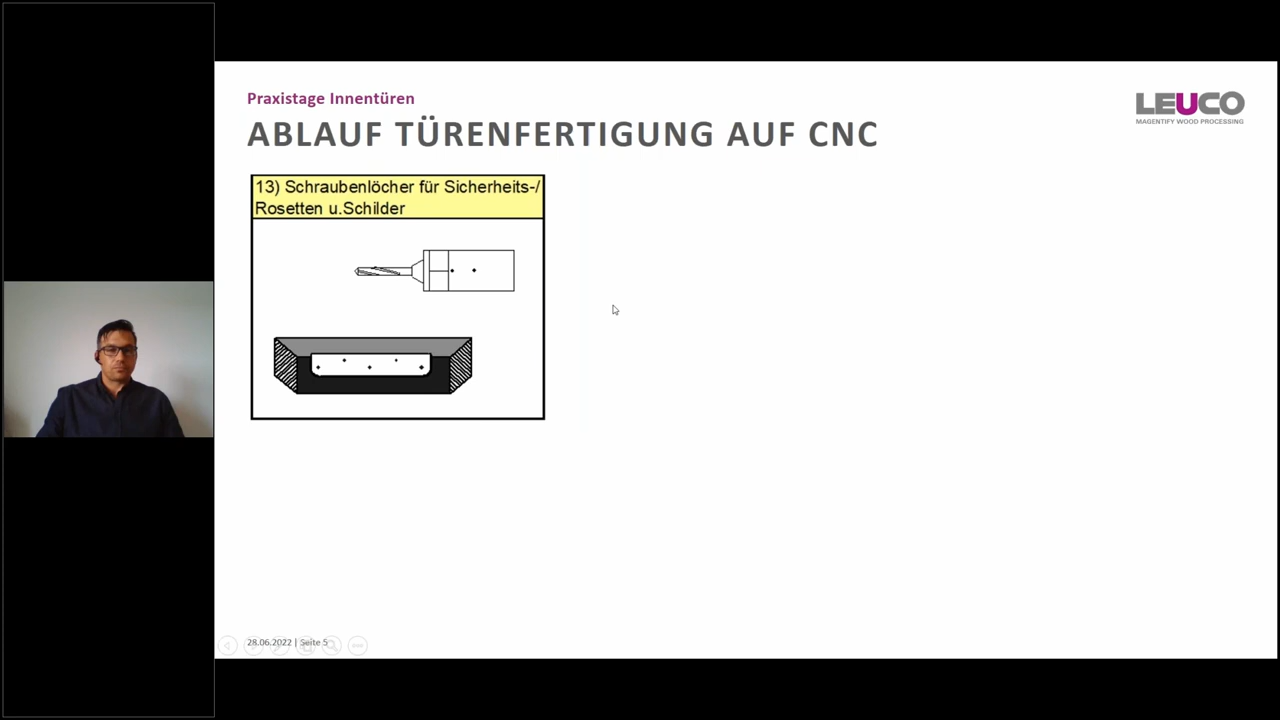 Praxistage Innentüren
ABLAUF TÜRENFERTIGUNG AUF CNC
LEUCO
MAGENTIFY WOOD PROCESSING
13) Schraubenlöcher für Sicherheits-/
Rosetten u.Schilder
28.06.2022 | Seite 5